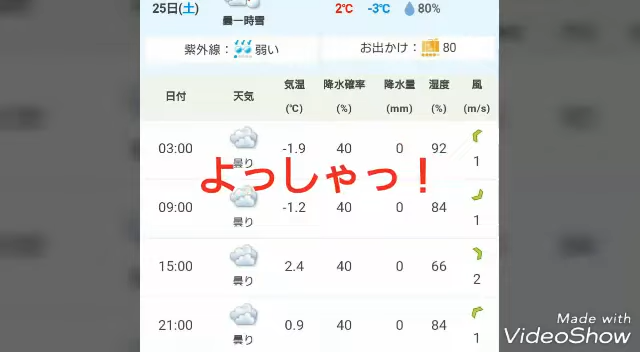 25日(土) 曇一時雪 2℃ -3℃ 80%
紫外線： 弱い お出かけ： 80
日付 天気 気温(℃) 降水確率(%) 降水量(mm) 湿度(%) 風(m/s)
03:00 曇り -1.9 40 0 92 1
よっしゃっ！
09:00 曇り -1.2 40 0 84 1
15:00 曇り 2.4 40 0 66 2
21:00 曇り 0.9 40 0 84 1
Made with
VideoShow